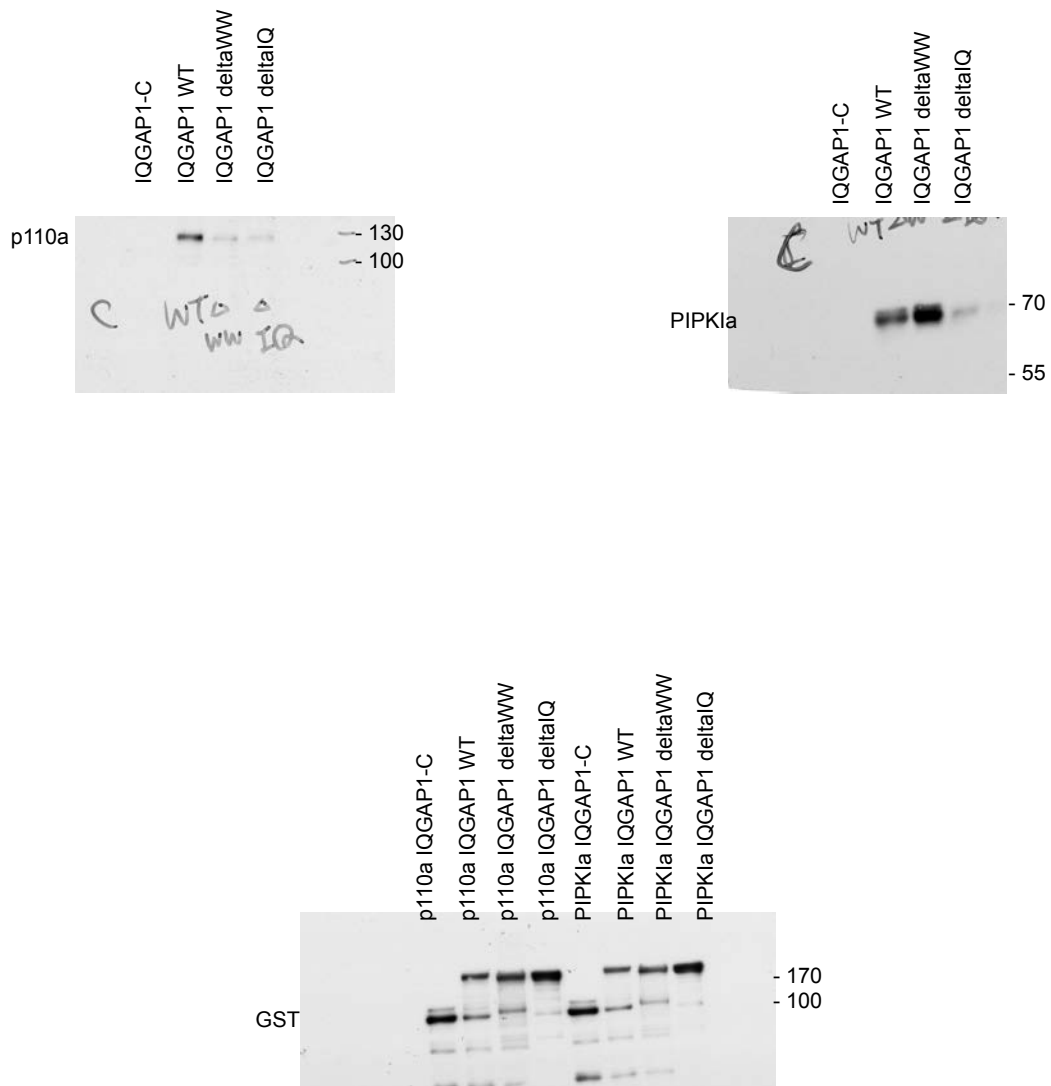 IQGAP1-C
IQGAP1 WT
IQGAP1 deltaWW
IQGAP1 deltaIQ
p110a
- 130
- 100
C WT △ △
WW IQ
IQGAP1-C
IQGAP1 WT
IQGAP1 deltaWW
IQGAP1 deltaIQ
C WT
PIPKIa
- 70
- 55
p110a IQGAP1-C
p110a IQGAP1 WT
p110a IQGAP1 deltaWW
p110a IQGAP1 deltaIQ
PIPKIa IQGAP1-C
PIPKIa IQGAP1 WT
PIPKIa IQGAP1 deltaWW
PIPKIa IQGAP1 deltaIQ
- 170
- 100
GST